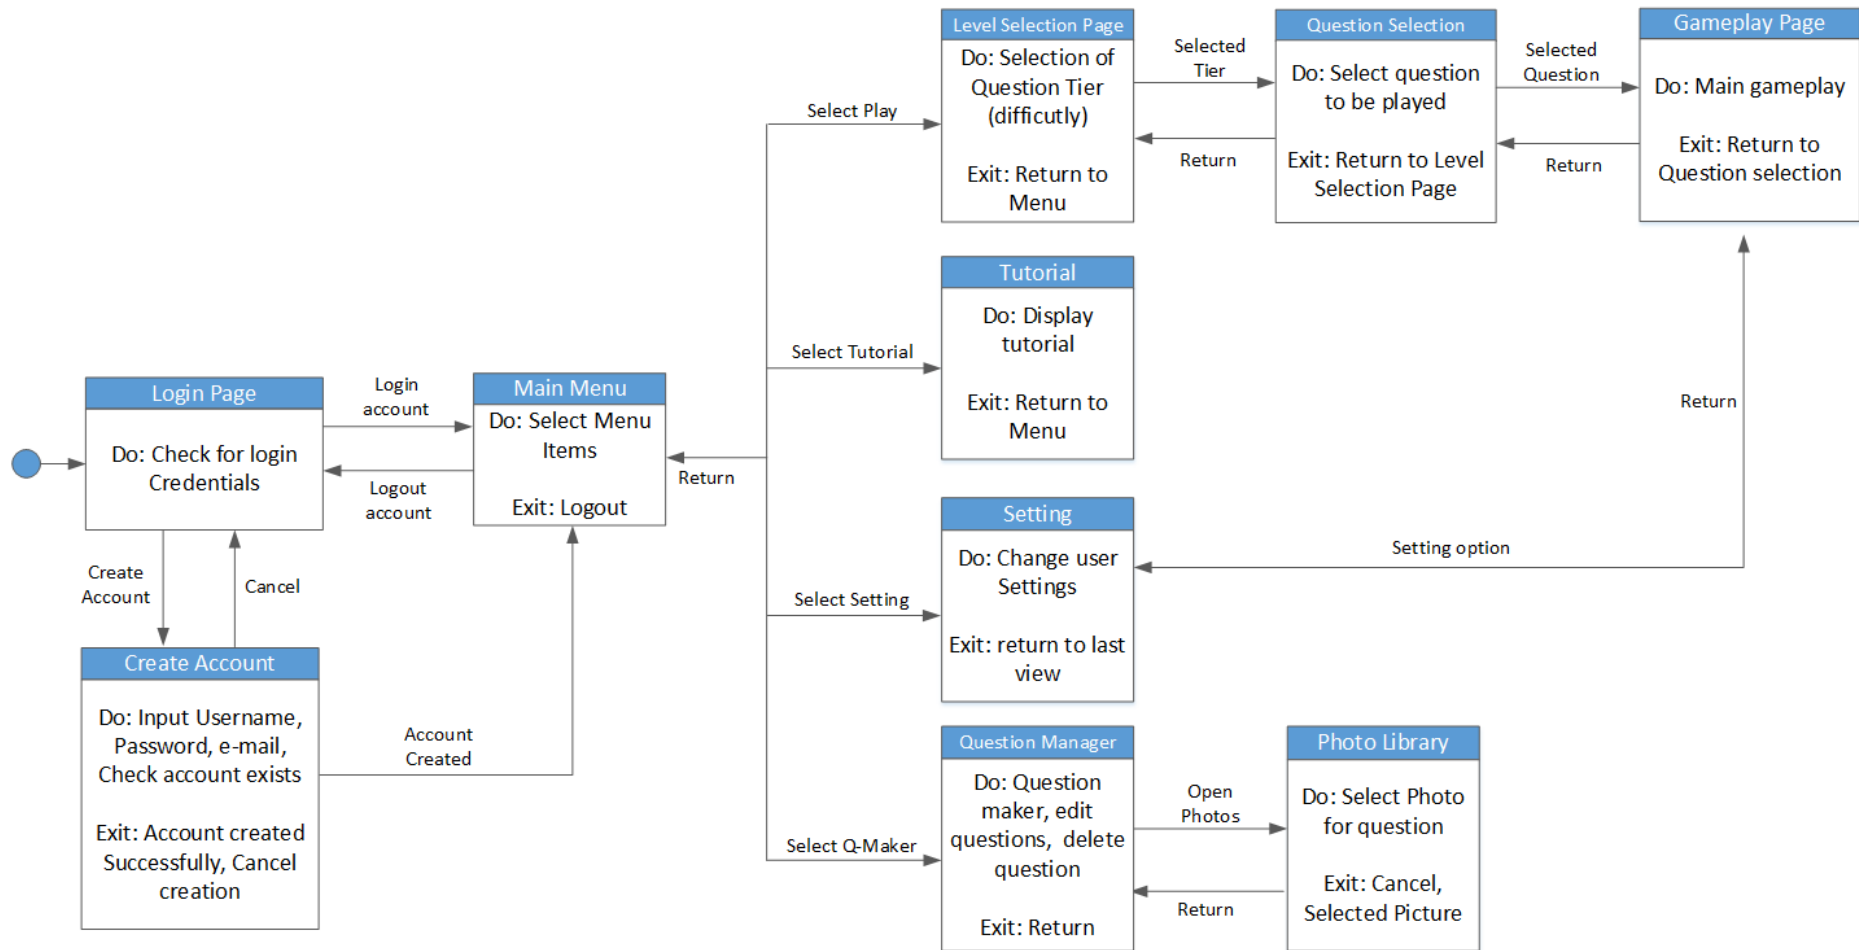 Level Selection Page
Do: Selection of
Question Tier
(difficutly)
Exit: Return to
Menu
Selected
Tier
Return
Question Selection
Do: Select question
to be played
Exit: Return to Level
Selection Page
Selected
Question
Return
Gameplay Page
Do: Main gameplay
Exit: Return to
Question selection
Select Play
Tutorial
Do: Display
tutorial
Exit: Return to
Menu
Select Tutorial
Login Page
Do: Check for login
Credentials
Login
account
Logout
account
Main Menu
Do: Select Menu
Items
Exit: Logout
Return
Return
Setting
Do: Change user
Settings
Exit: return to last
view
Select Setting
Setting option
Create
Account
Cancel
Create Account
Do: Input Username,
Password, e-mail,
Check account exists
Exit: Account created
Successfully, Cancel
creation
Account
Created
Select Q-Maker
Question Manager
Do: Question
maker, edit
questions, delete
question
Exit: Return
Open
Photos
Return
Photo Library
Do: Select Photo
for question
Exit: Cancel,
Selected Picture